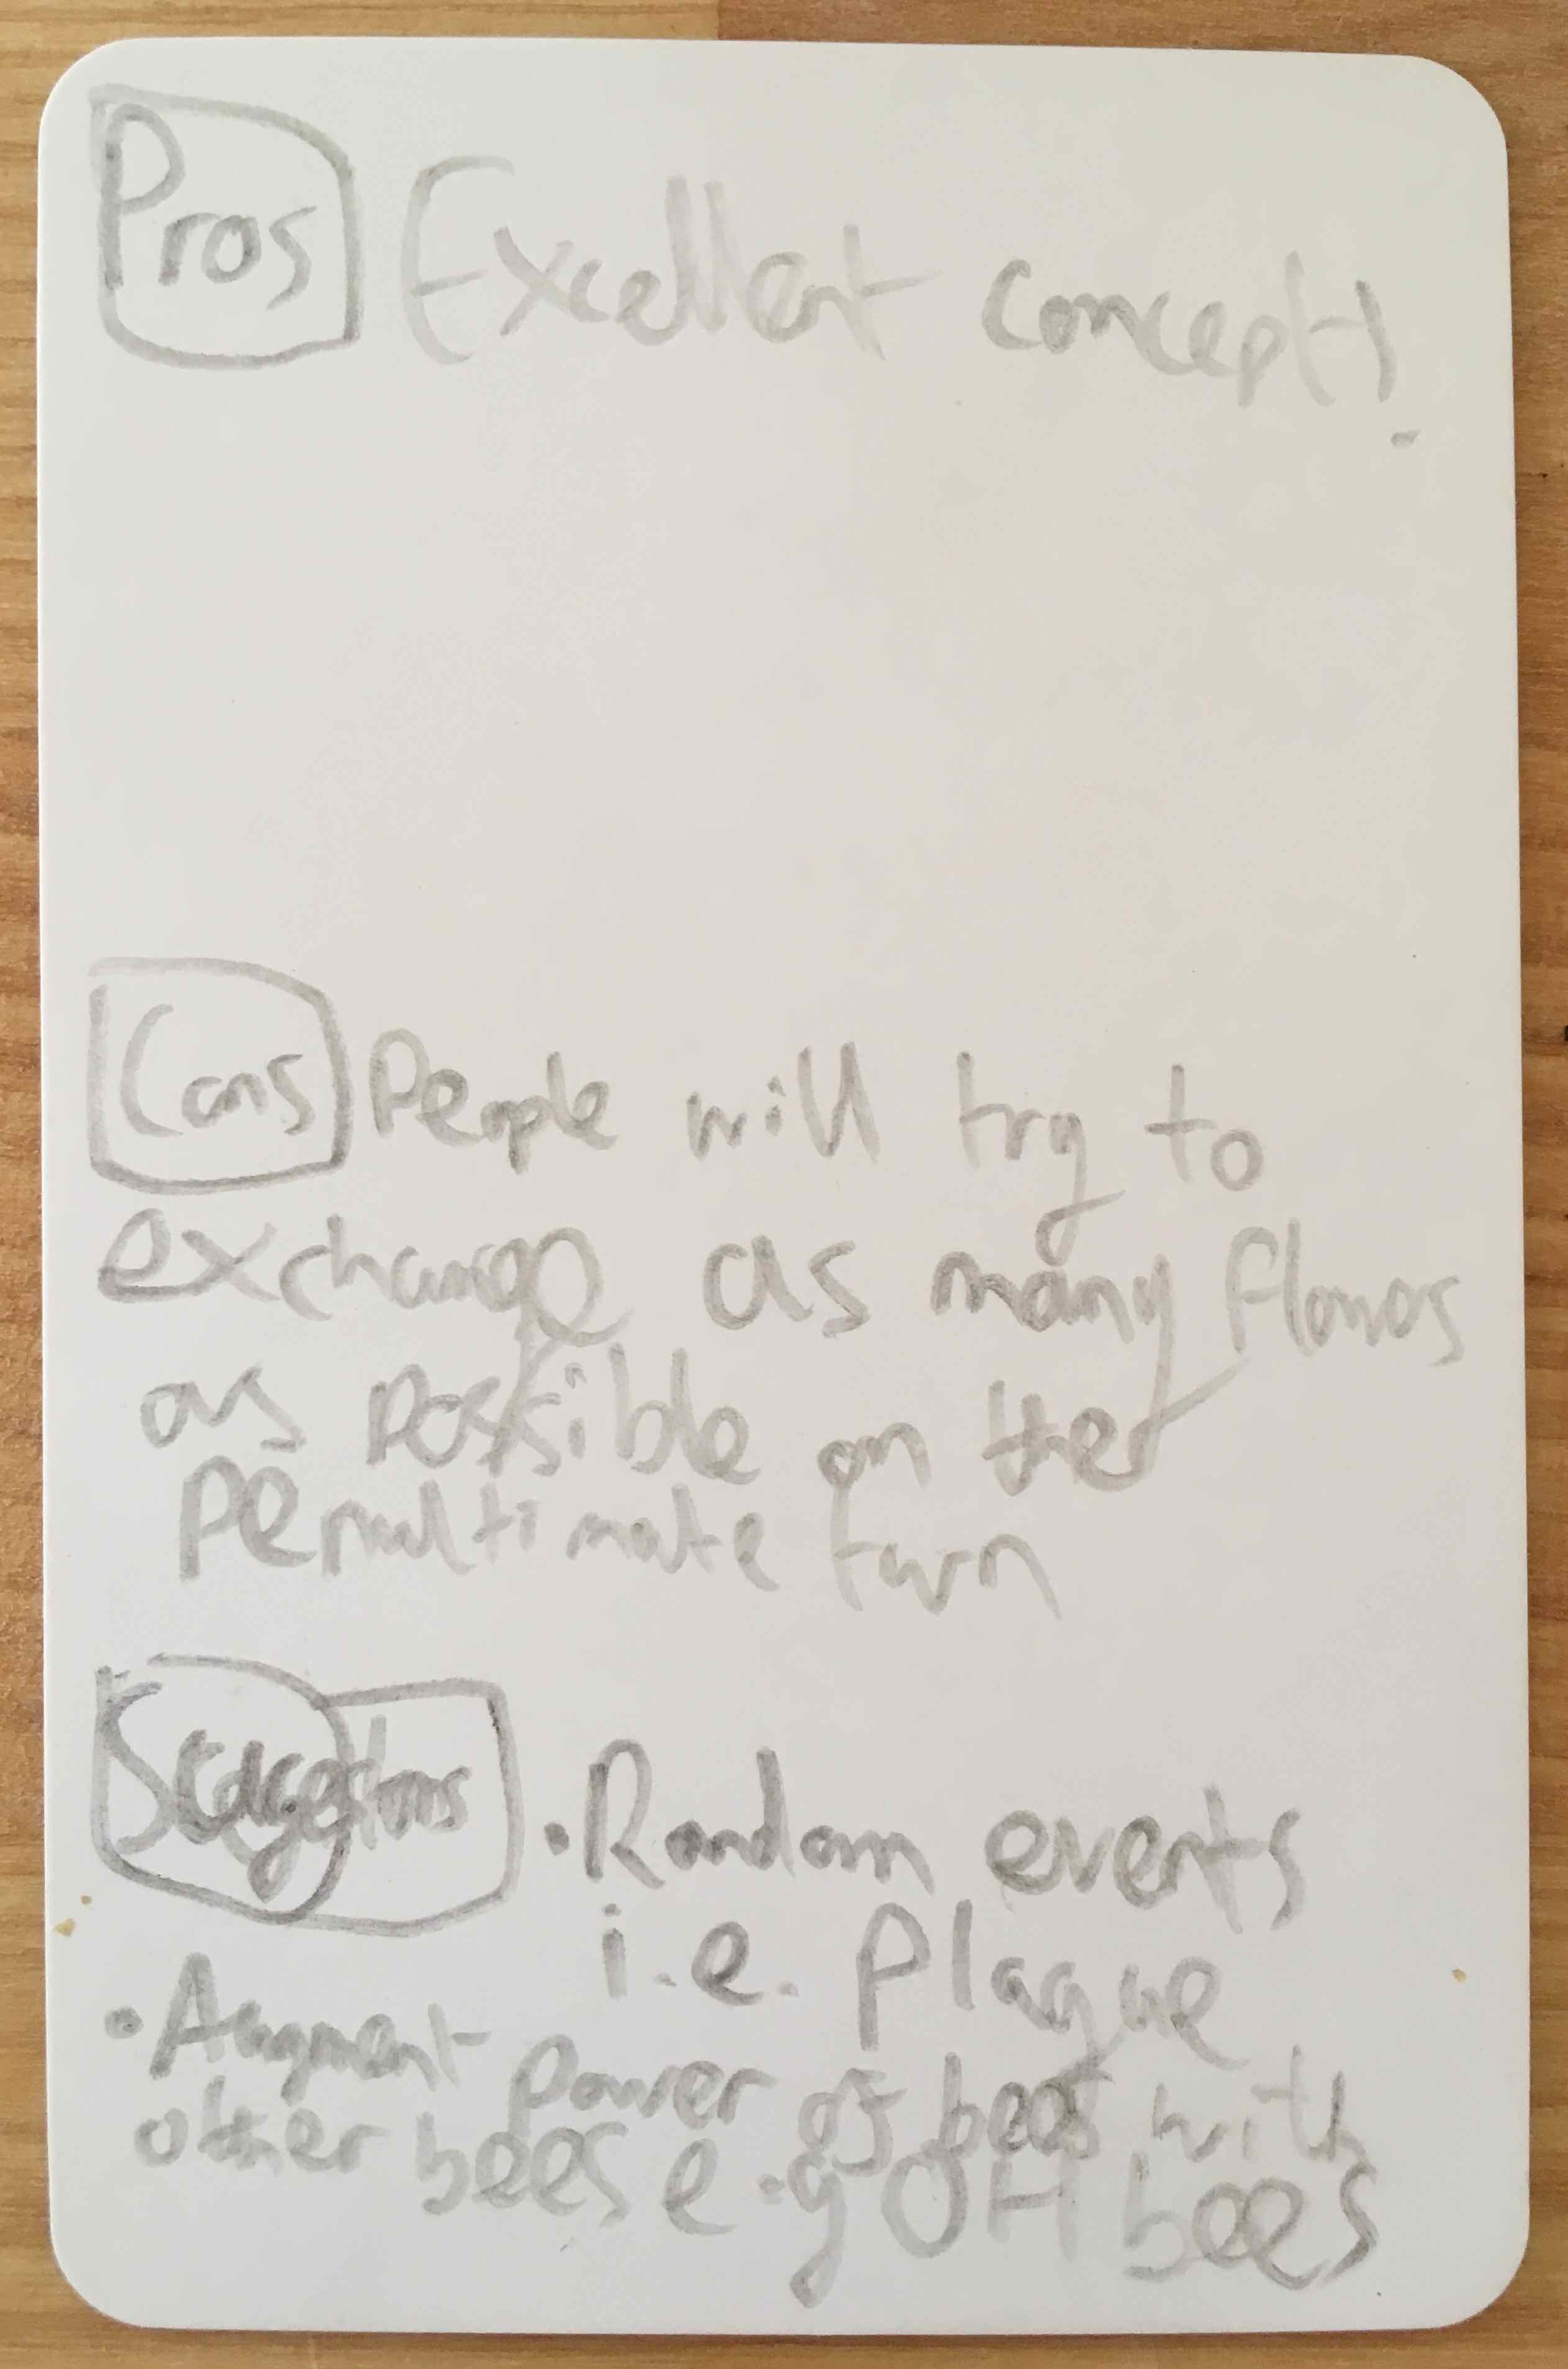 Pros Excellent concept!
Cons People will try to
exchange as many flowers
as possible on the
penultimate turn
Suggestions • Random events
i.e. plague
• Augment power of bees with
other bees e.g OH bees